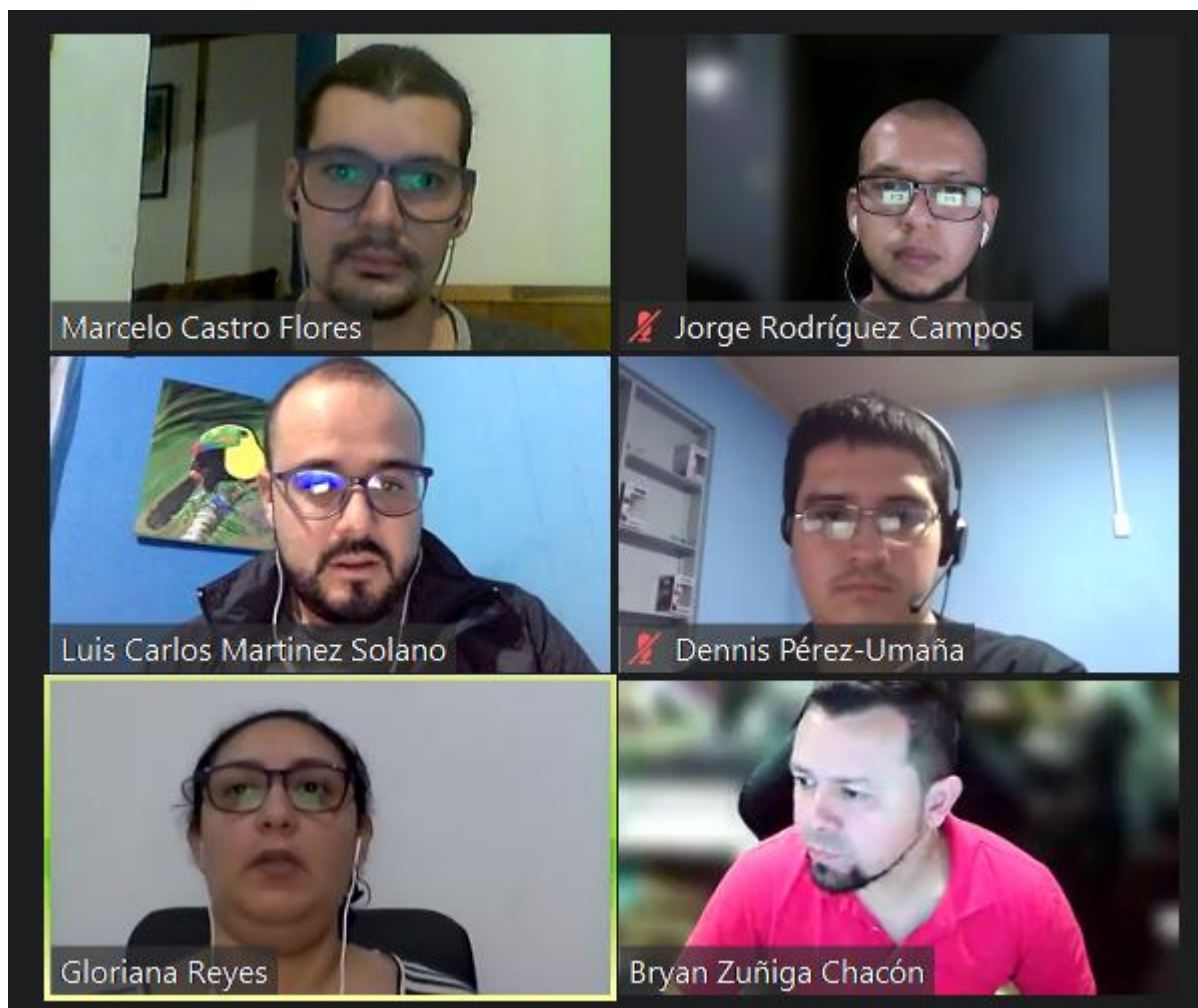 Marcelo Castro Flores
Jorge Rodríguez Campos
Luis Carlos Martinez Solano
Dennis Pérez-Umaña
Gloriana Reyes
Bryan Zuñiga Chacón